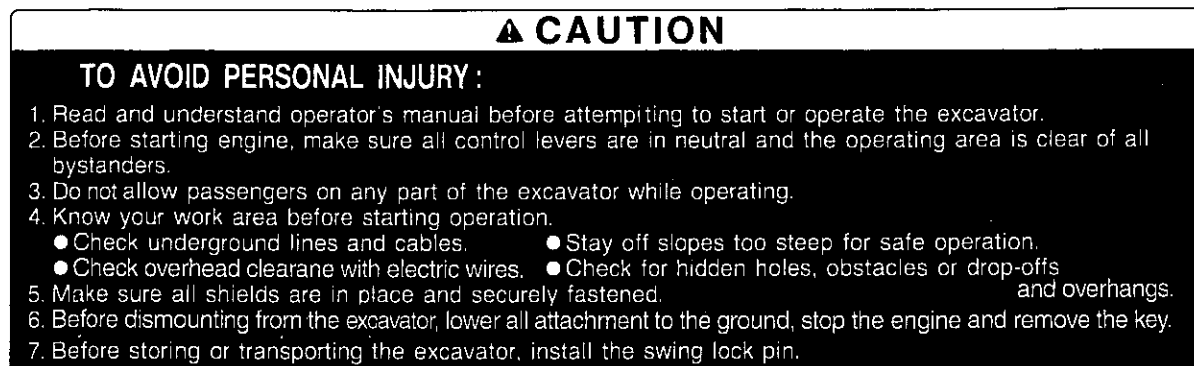 ⚠ CAUTION
TO AVOID PERSONAL INJURY :
1. Read and understand operator's manual before attempiting to start or operate the excavator.
2. Before starting engine, make sure all control levers are in neutral and the operating area is clear of all
bystanders.
3. Do not allow passengers on any part of the excavator while operating.
4. Know your work area before starting operation.
● Check underground lines and cables. ● Stay off slopes too steep for safe operation.
● Check overhead clearane with electric wires. ● Check for hidden holes, obstacles or drop-offs
and overhangs.
5. Make sure all shields are in place and securely fastened.
6. Before dismounting from the excavator, lower all attachment to the ground, stop the engine and remove the key.
7. Before storing or transporting the excavator, install the swing lock pin.